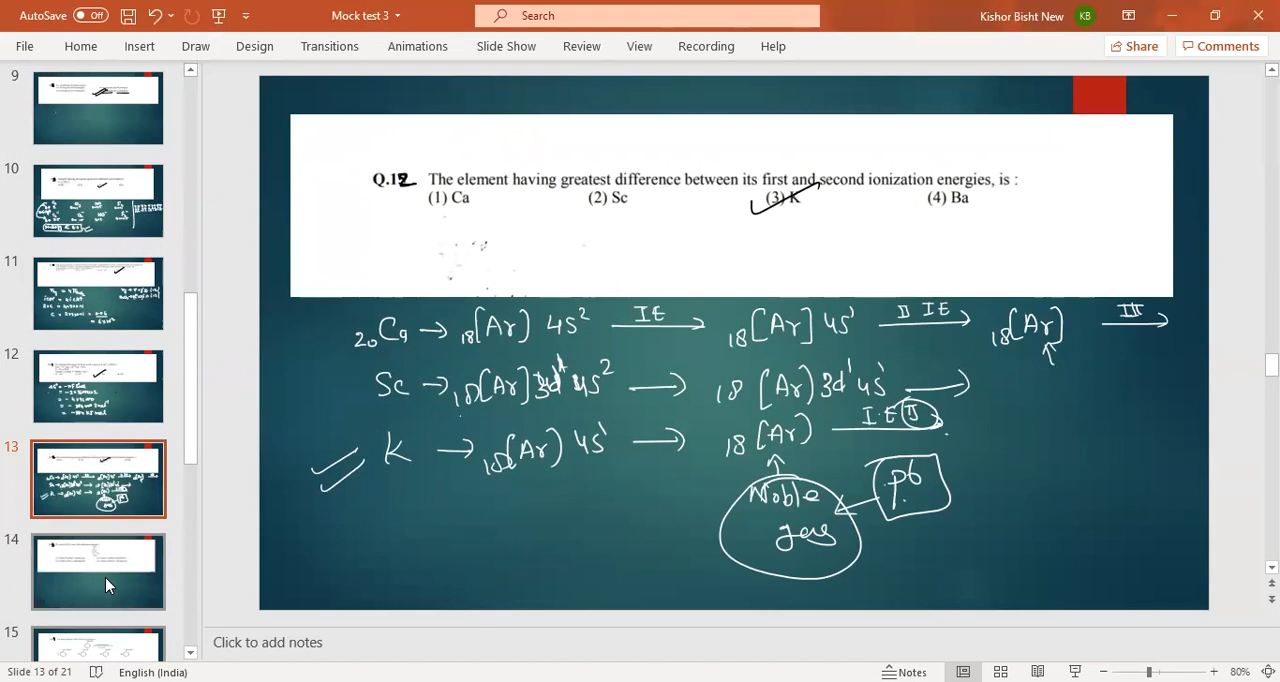 AutoSave Off Mock test 3 Search Kishor Bisht New KB
File Home Insert Draw Design Transitions Animations Slide Show Review View Recording Help Share Comments
9
10
11
12
13
14
15
Q.12 The element having greatest difference between its first and second ionization energies, is :
(1) Ca (2) Sc (3) K (4) Ba
20Ca → 18[Ar] 4s² IE → 18[Ar] 4s¹ II IE → 18[Ar] III →
Sc → 18[Ar] 3d¹ 4s² → 18[Ar] 3d¹ 4s¹ →
K → 18[Ar] 4s¹ → 18[Ar] I.E II →
Noble gas
p6
Click to add notes
Slide 13 of 21 English (India) Notes 80%